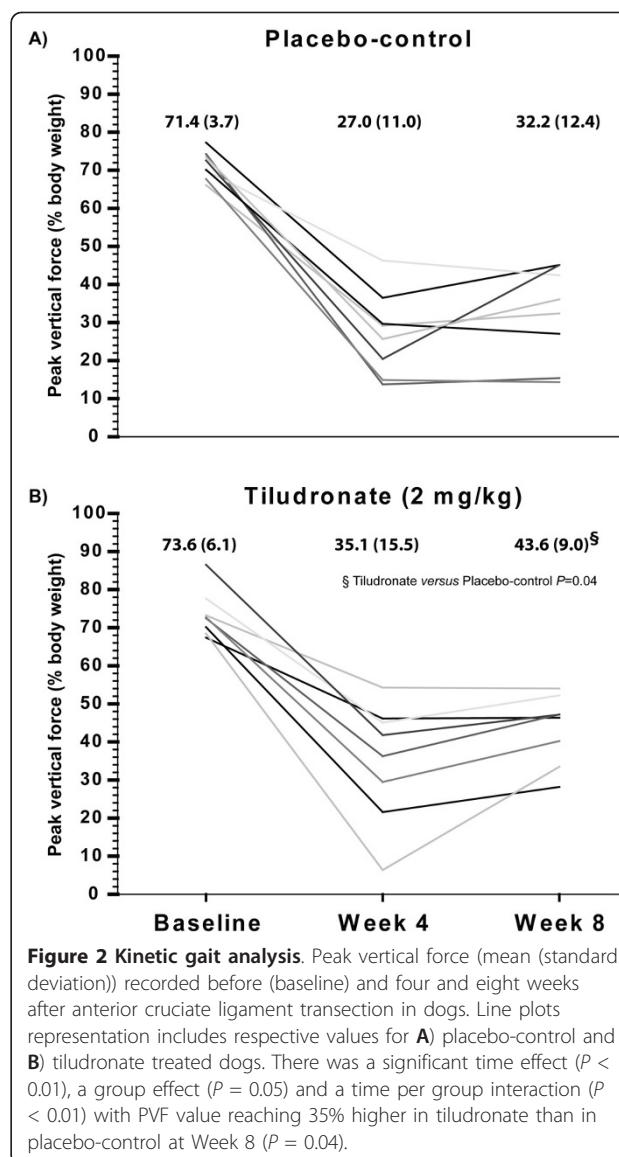 A) Placebo-control
Peak vertical force (% body weight)
100
90
80
70
60
50
40
30
20
10
0
71.4 (3.7) 27.0 (11.0) 32.2 (12.4)
B) Tiludronate (2 mg/kg)
Peak vertical force (% body weight)
100
90
80
70
60
50
40
30
20
10
0
73.6 (6.1) 35.1 (15.5) 43.6 (9.0)§
§ Tiludronate versus Placebo-control P=0.04
Baseline Week 4 Week 8
Figure 2 Kinetic gait analysis. Peak vertical force (mean (standard
deviation)) recorded before (baseline) and four and eight weeks
after anterior cruciate ligament transection in dogs. Line plots
representation includes respective values for A) placebo-control and
B) tiludronate treated dogs. There was a significant time effect (P <
0.01), a group effect (P = 0.05) and a time per group interaction (P
< 0.01) with PVF value reaching 35% higher in tiludronate than in
placebo-control at Week 8 (P = 0.04).